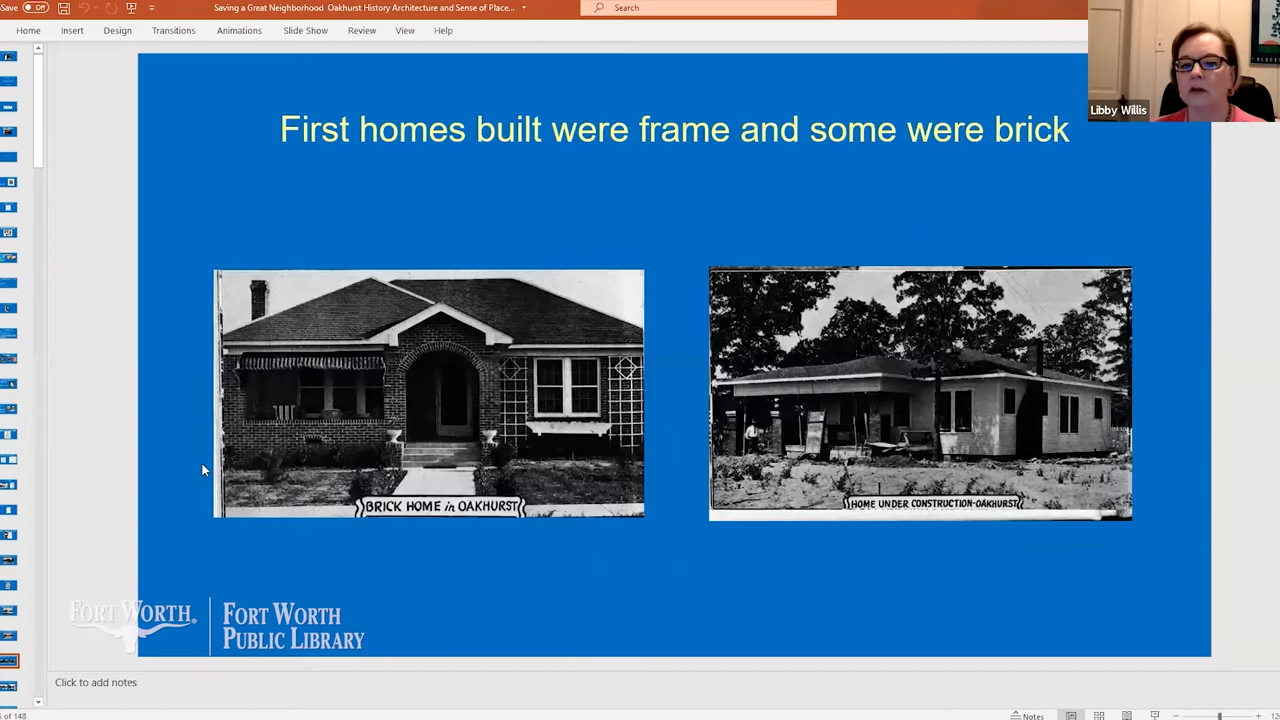 Save Off
Saving a Great Neighborhood Oakhurst History Architecture and Sense of Place...
Search
Home Insert Design Transitions Animations Slide Show Review View Help
Libby Willis
First homes built were frame and some were brick
BRICK HOME in OAKHURST
HOME UNDER CONSTRUCTION-OAKHURST
FORT WORTH®
FORT WORTH
PUBLIC LIBRARY
Click to add notes
of 148
Notes